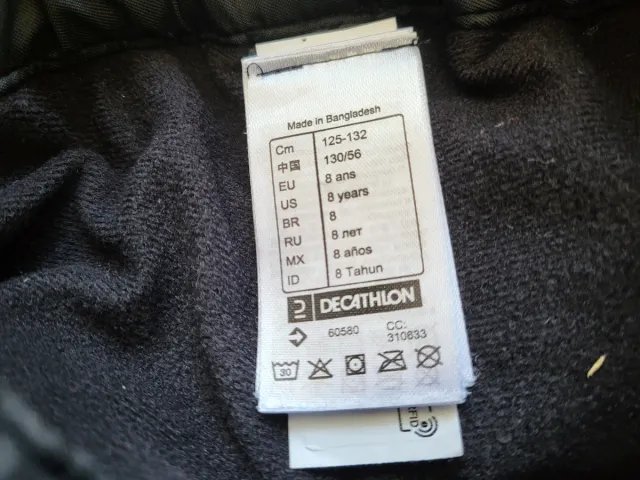 Made in Bangladesh
Cm 125-132
中国 130/56
EU 8 ans
US 8 years
BR 8
RU 8 лет
MX 8 años
ID 8 Tahun
DECATHLON
60580 CC: 310833
30
RFID